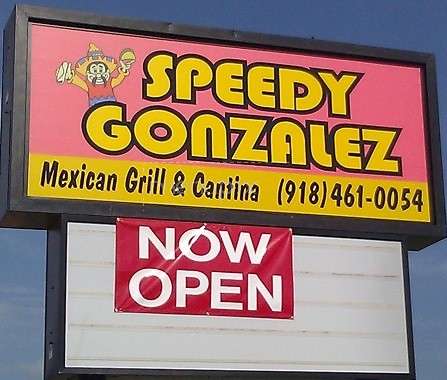 SPEEDY
GONZALEZ
Mexican Grill & Cantina (918)461-0054
NOW
OPEN